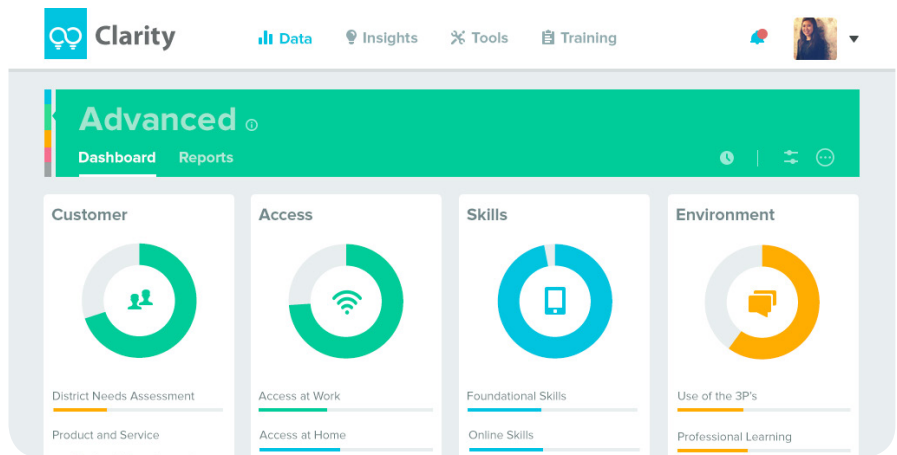 Clarity
Data
Insights
Tools
Training
Advanced
Dashboard
Reports
Customer
Access
Skills
Environment
District Needs Assessment
Access at Work
Foundational Skills
Use of the 3P's
Product and Service
Access at Home
Online Skills
Professional Learning